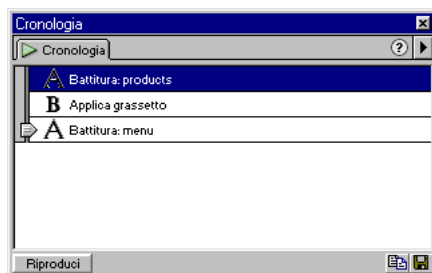 Cronologia
Cronologia
?
A Battitura: products
B Applica grassetto
A Battitura: menu
Riproduci